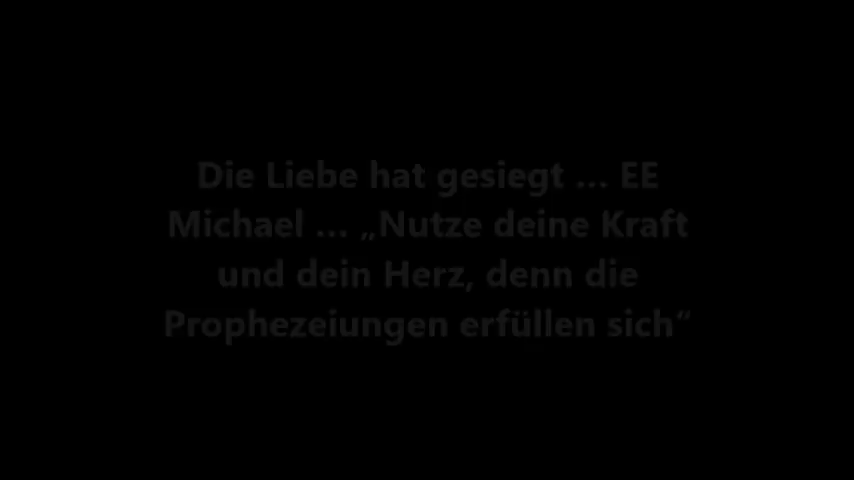 Die Liebe hat gesiegt ... EE
Michael ... „Nutze deine Kraft
und dein Herz, denn die
Prophezeiungen erfüllen sich“